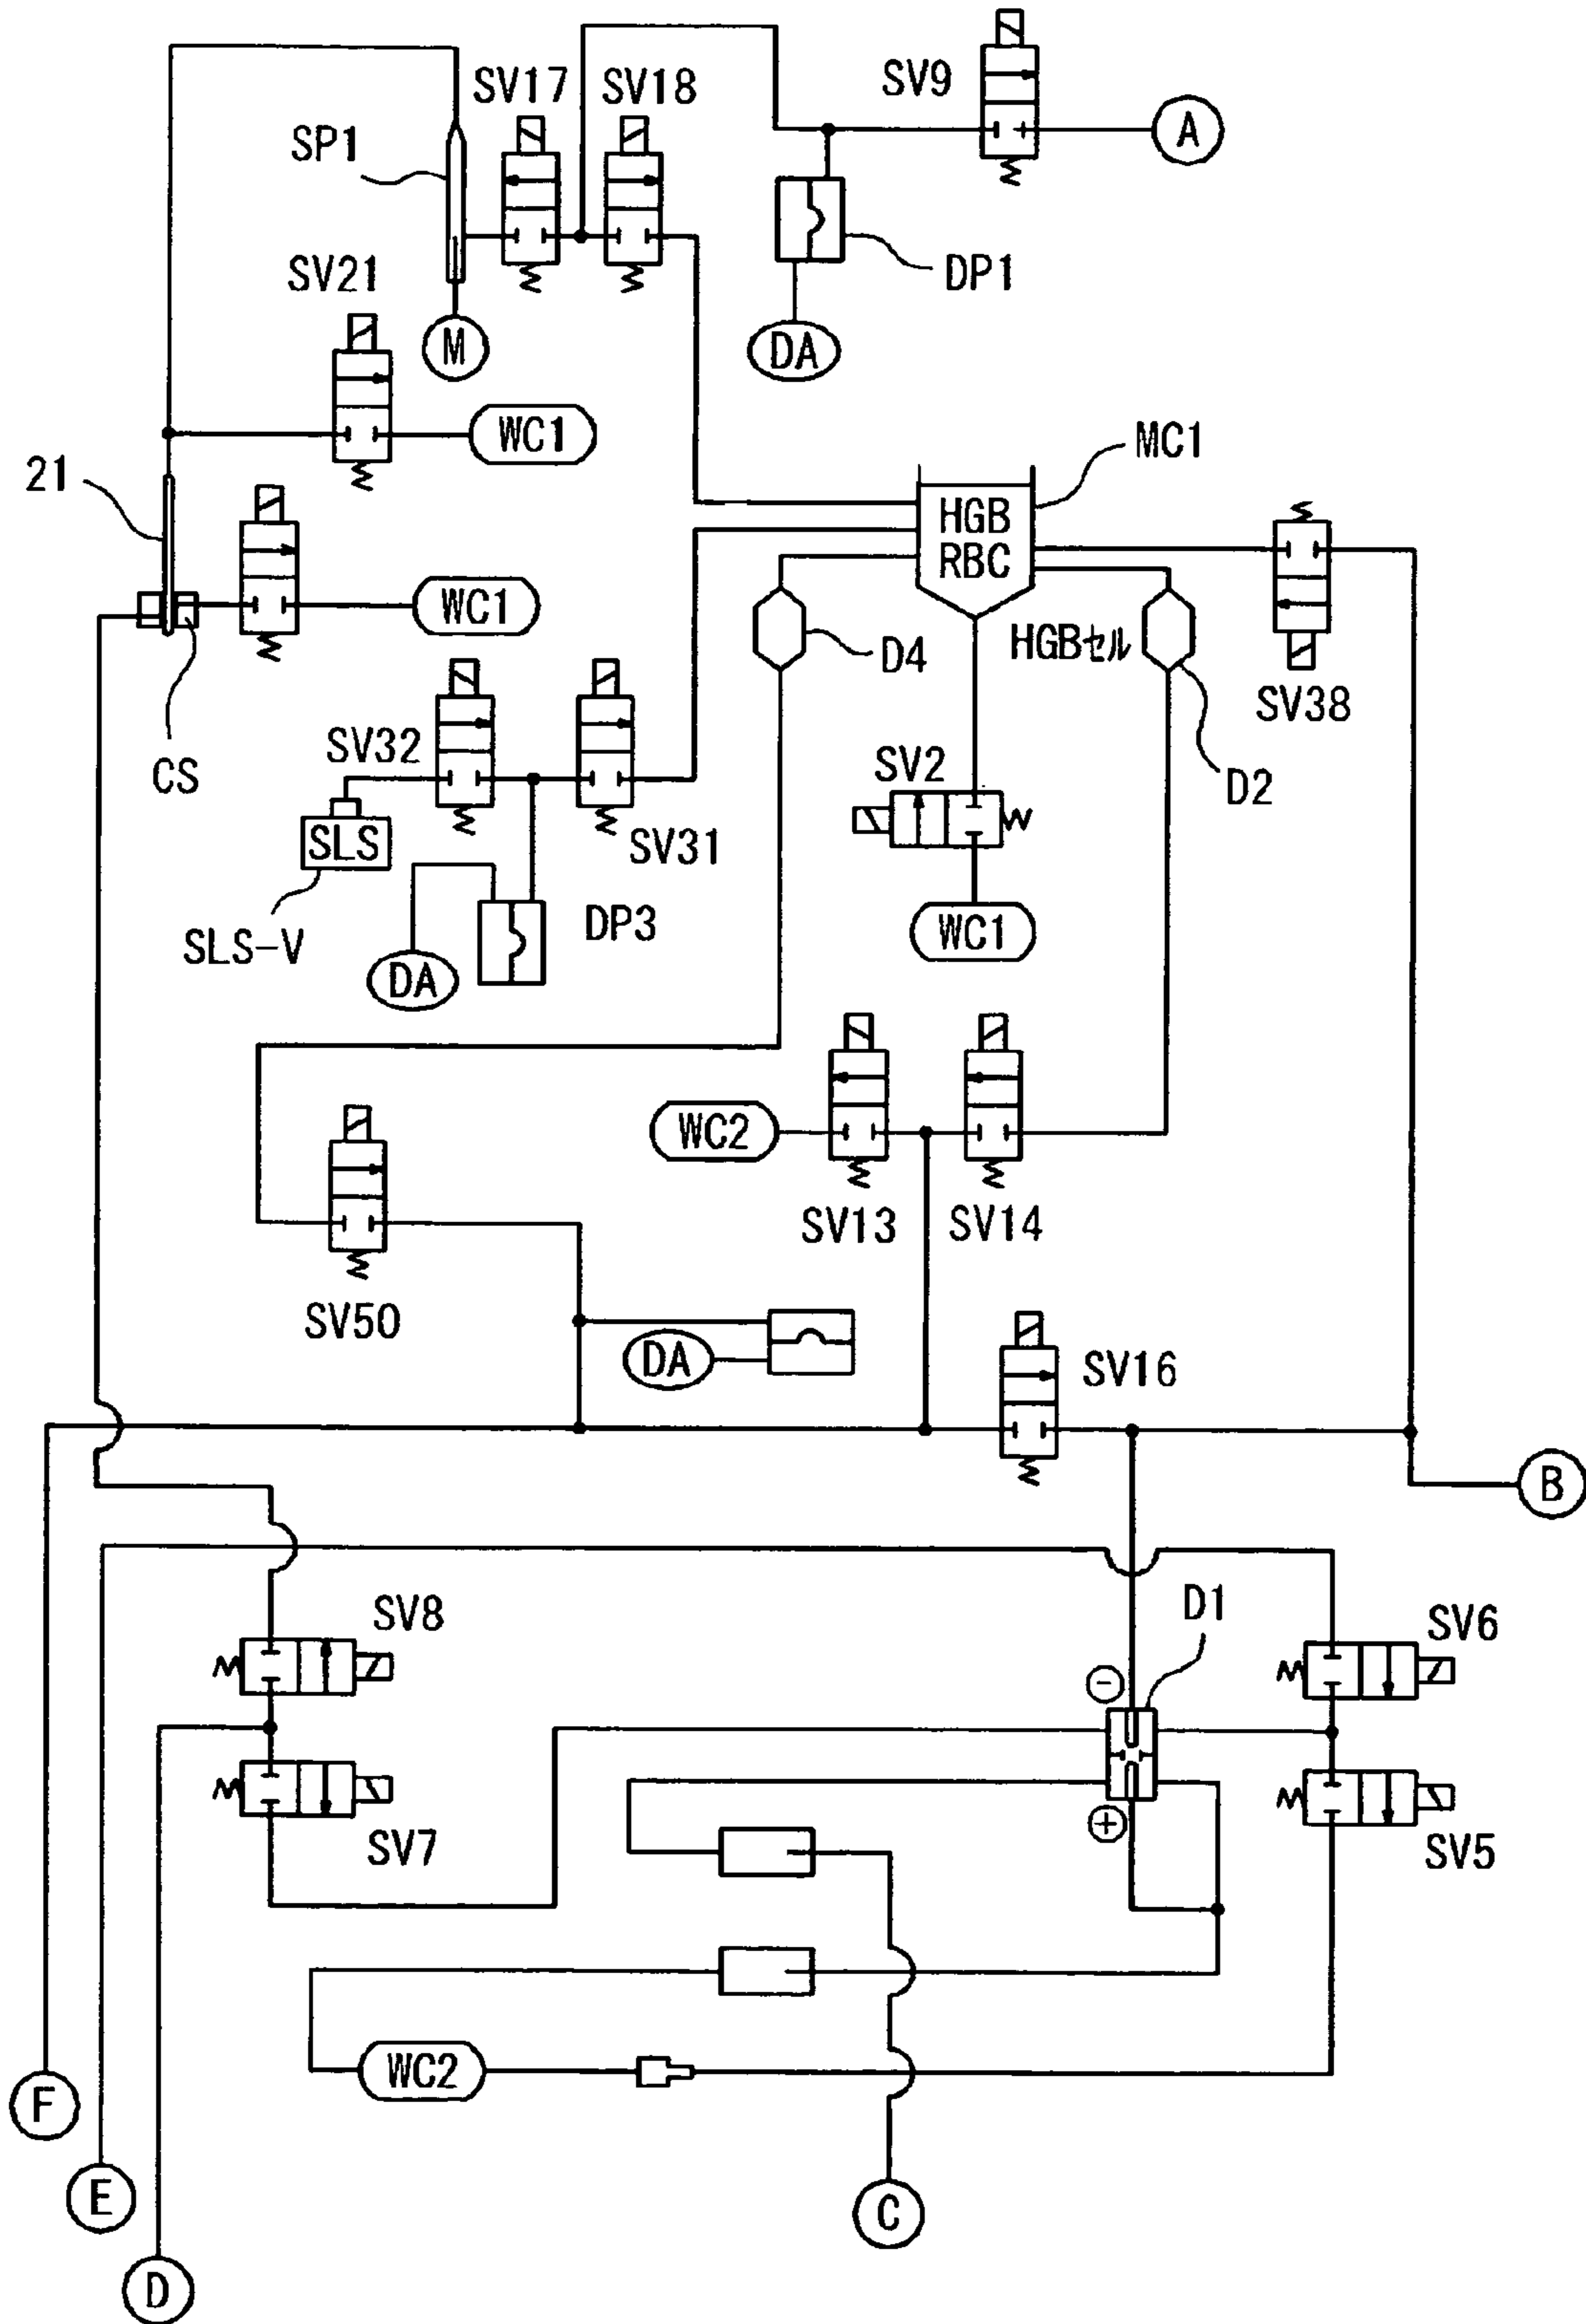 SV17
SV18
SV9
SP1
A
SV21
DP1
M
DA
WC1
MC1
21
HGB
RBC
WC1
D4
HGBセル
SV38
SV32
CS
SV2
D2
SLS
SV31
SLS-V
DP3
WC1
DA
WC2
SV13
SV14
SV50
DA
SV16
B
SV8
D1
SV6
−
+
SV7
SV5
WC2
F
E
C
D